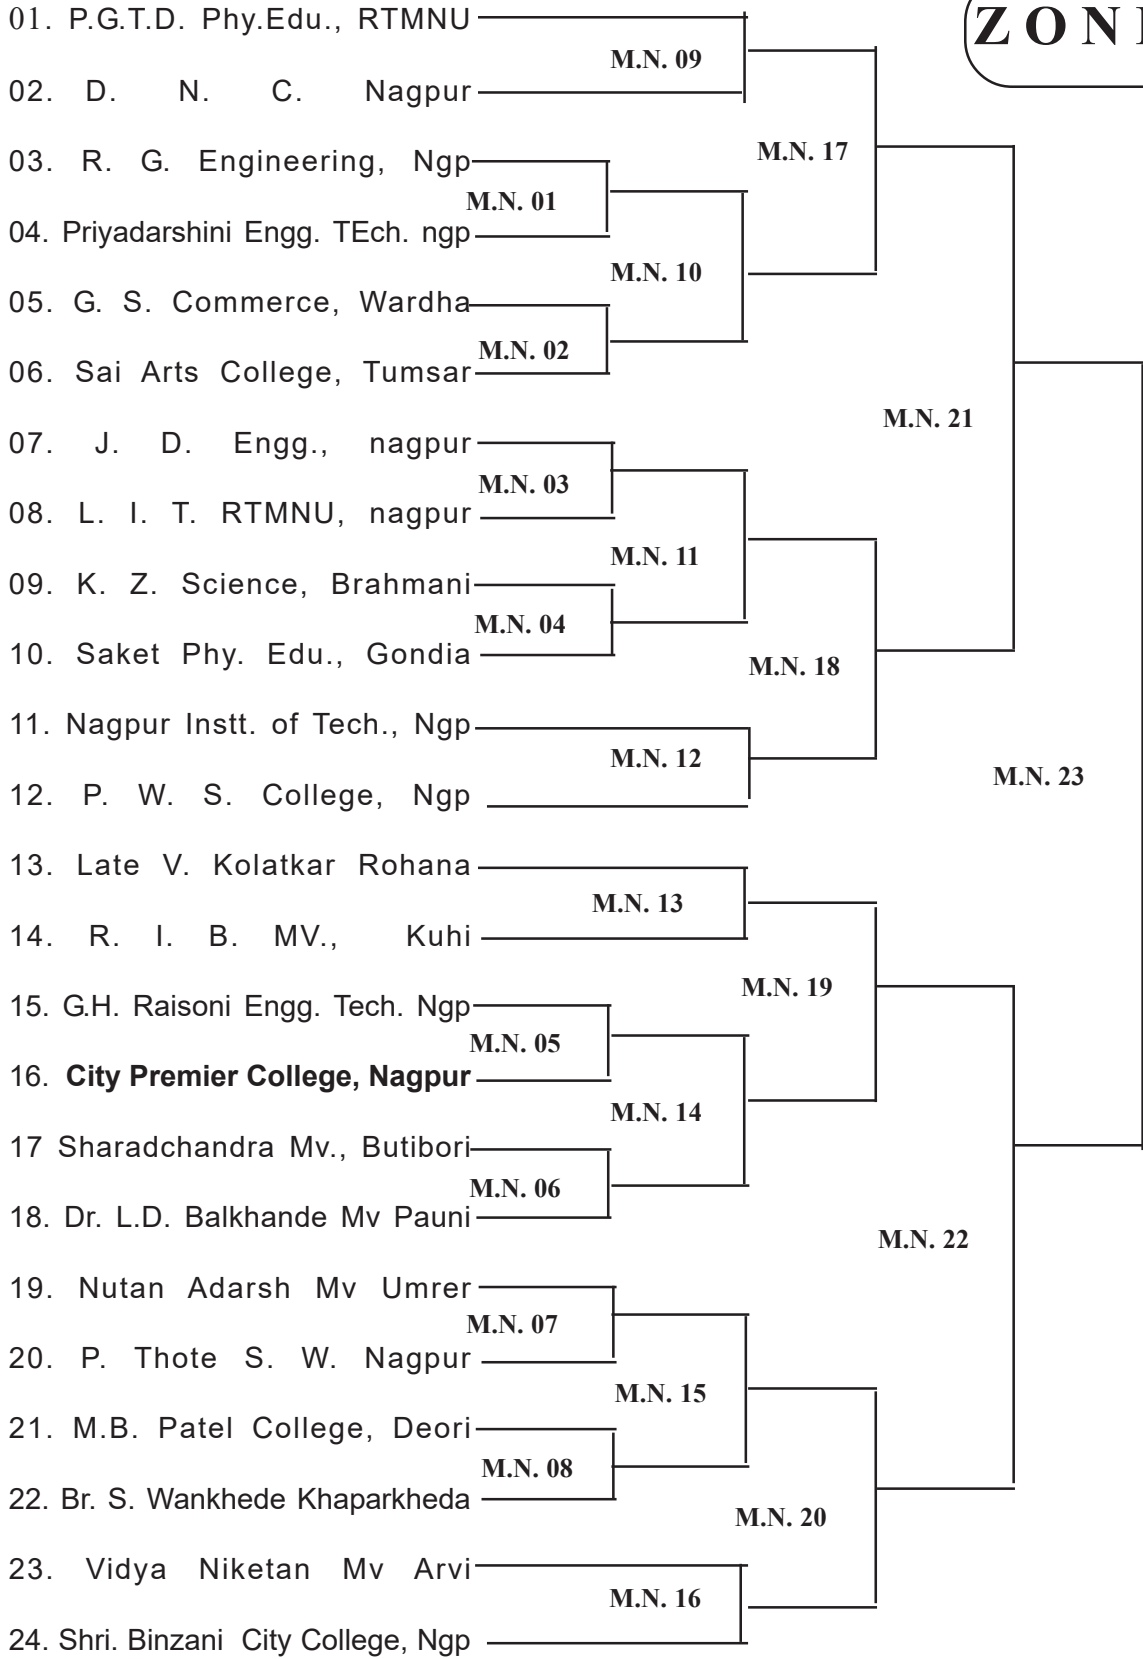 01. P.G.T.D. Phy.Edu., RTMNU
ZON
M.N. 09
02. D. N. C. Nagpur
M.N. 17
03. R. G. Engineering, Ngp
M.N. 01
04. Priyadarshini Engg. TEch. ngp
M.N. 10
05. G. S. Commerce, Wardha
M.N. 02
06. Sai Arts College, Tumsar
M.N. 21
07. J. D. Engg., nagpur
M.N. 03
08. L. I. T. RTMNU, nagpur
M.N. 11
09. K. Z. Science, Brahmani
M.N. 04
10. Saket Phy. Edu., Gondia
M.N. 18
11. Nagpur Instt. of Tech., Ngp
M.N. 12
M.N. 23
12. P. W. S. College, Ngp
13. Late V. Kolatkar Rohana
M.N. 13
14. R. I. B. MV., Kuhi
M.N. 19
15. G.H. Raisoni Engg. Tech. Ngp
M.N. 05
16. City Premier College, Nagpur
M.N. 14
17 Sharadchandra Mv., Butibori
M.N. 06
18. Dr. L.D. Balkhande Mv Pauni
M.N. 22
19. Nutan Adarsh Mv Umrer
M.N. 07
20. P. Thote S. W. Nagpur
M.N. 15
21. M.B. Patel College, Deori
M.N. 08
22. Br. S. Wankhede Khaparkheda
M.N. 20
23. Vidya Niketan Mv Arvi
M.N. 16
24. Shri. Binzani City College, Ngp